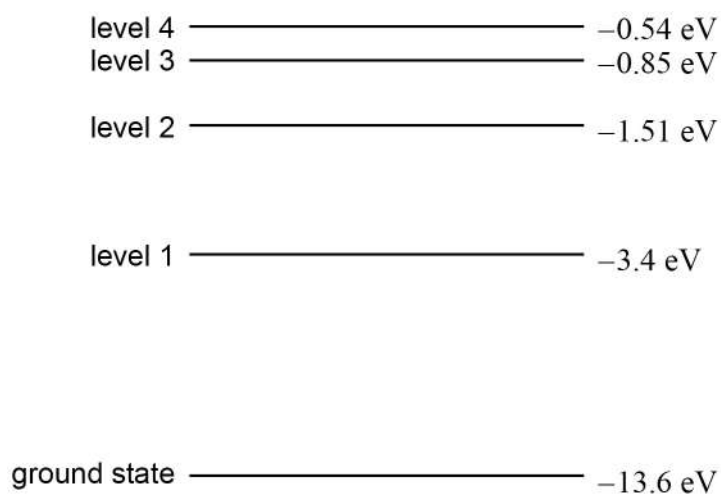 level 4 –0.54 eV
level 3 –0.85 eV
level 2 –1.51 eV
level 1 –3.4 eV
ground state –13.6 eV